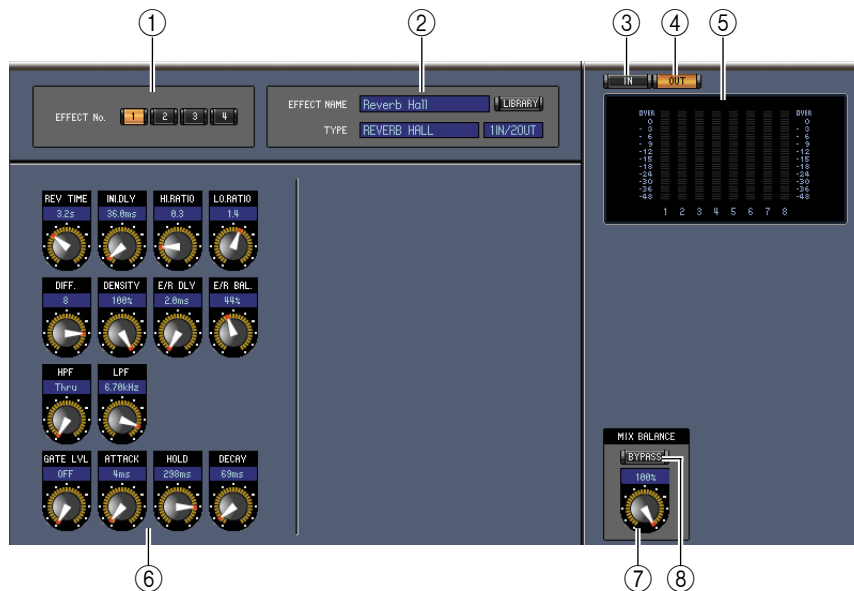 1
2
3
4
5
EFFECT No. 1 2 3 4
EFFECT NAME Reverb Hall LIBRARY
TYPE REVERB HALL 1IN/2OUT
IN OUT
OVER OVER
0 0
- 3 - 3
- 6 - 6
- 9 - 9
-12 -12
-15 -15
-18 -18
-24 -24
-30 -30
-36 -36
-48 -48
1 2 3 4 5 6 7 8
REV TIME INI.DLY HI.RATIO LO.RATIO
3.2s 36.0ms 0.3 1.4
DIFF. DENSITY E/R DLY E/R BAL.
8 100% 2.0ms 44%
HPF LPF
Thru 6.70kHz
GATE LVL ATTACK HOLD DECAY
OFF 4ms 298ms 69ms
MIX BALANCE
BYPASS
100%
6
7
8